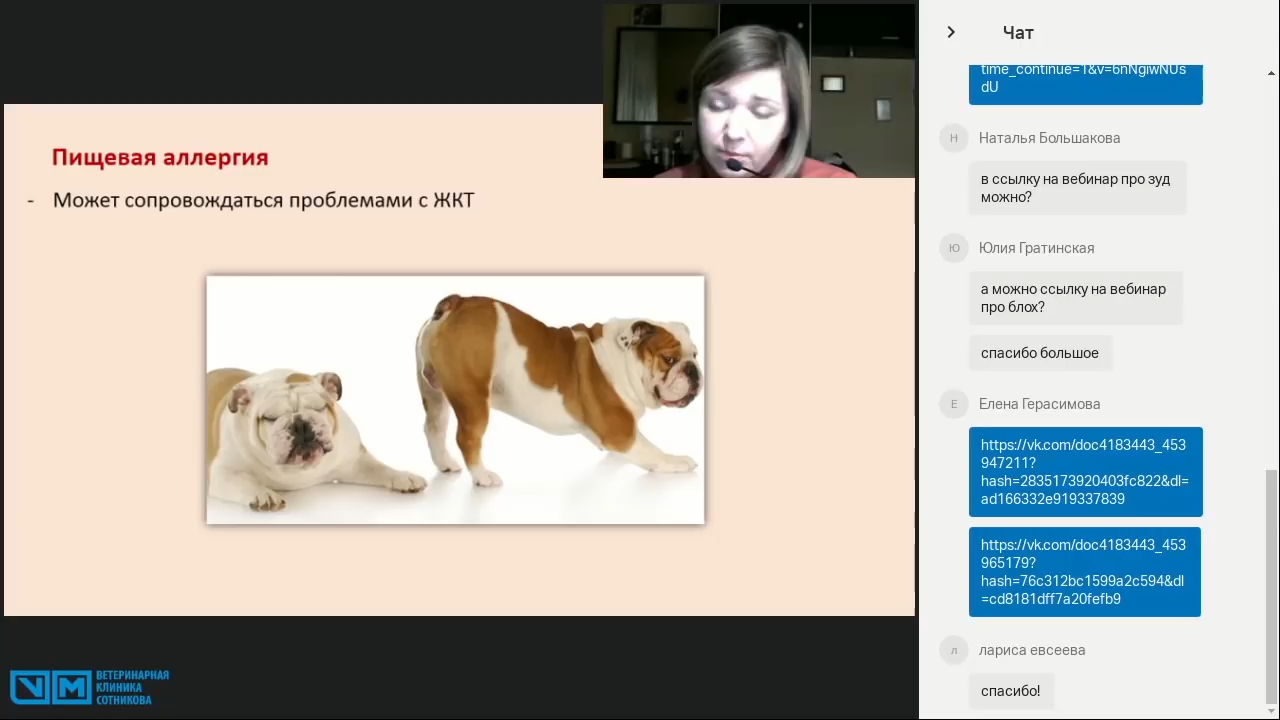 Пищевая аллергия
- Может сопровождаться проблемами с ЖКТ
VM ВЕТЕРИНАРНАЯ
КЛИНИКА
СОТНИКОВА
Чат
time_continue=1&v=6nNgiwNUs
dU
Н Наталья Большакова
в ссылку на вебинар про зуд
можно?
Ю Юлия Гратинская
а можно ссылку на вебинар
про блох?
спасибо большое
Е Елена Герасимова
https://vk.com/doc4183443_453
947211?
hash=2835173920403fc822&dl=
ad166332e919337839
https://vk.com/doc4183443_453
965179?
hash=76c312bc1599a2c594&dl
=cd8181dff7a20fefb9
л лариса евсеева
спасибо!